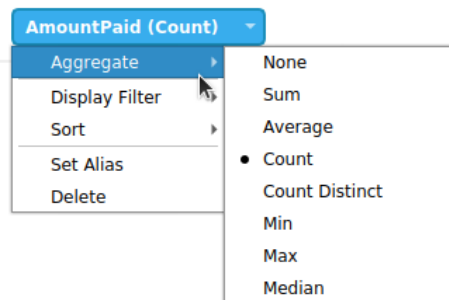 AmountPaid (Count)
Aggregate
Display Filter
Sort
Set Alias
Delete
None
Sum
Average
Count
Count Distinct
Min
Max
Median